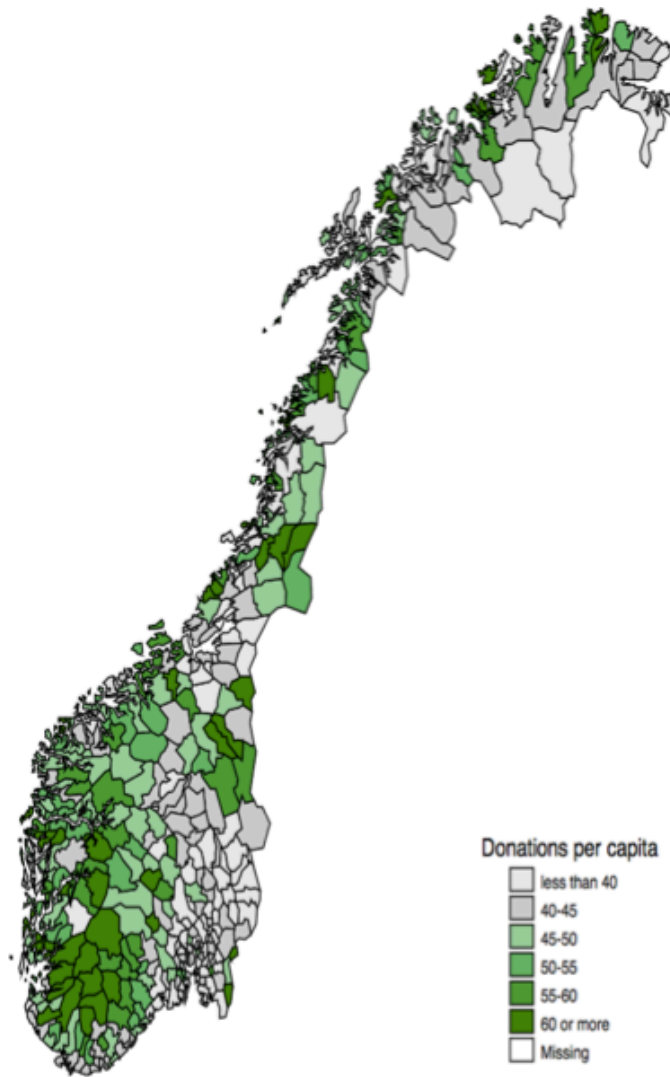 Donations per capita
less than 40
40-45
45-50
50-55
55-60
60 or more
Missing